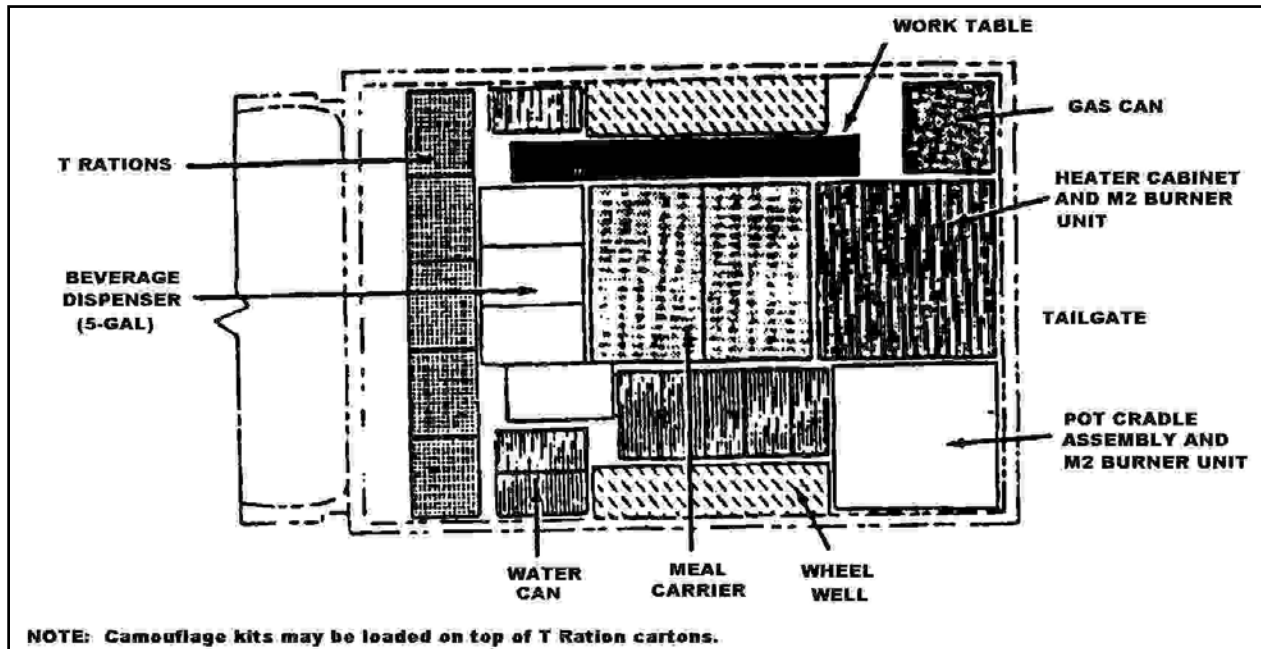 WORK TABLE
GAS CAN
T RATIONS
HEATER CABINET
AND M2 BURNER
UNIT
BEVERAGE
DISPENSER
(5-GAL)
TAILGATE
POT CRADLE
ASSEMBLY AND
M2 BURNER UNIT
WATER
CAN
MEAL
CARRIER
WHEEL
WELL
NOTE: Camouflage kits may be loaded on top of T Ration cartons.